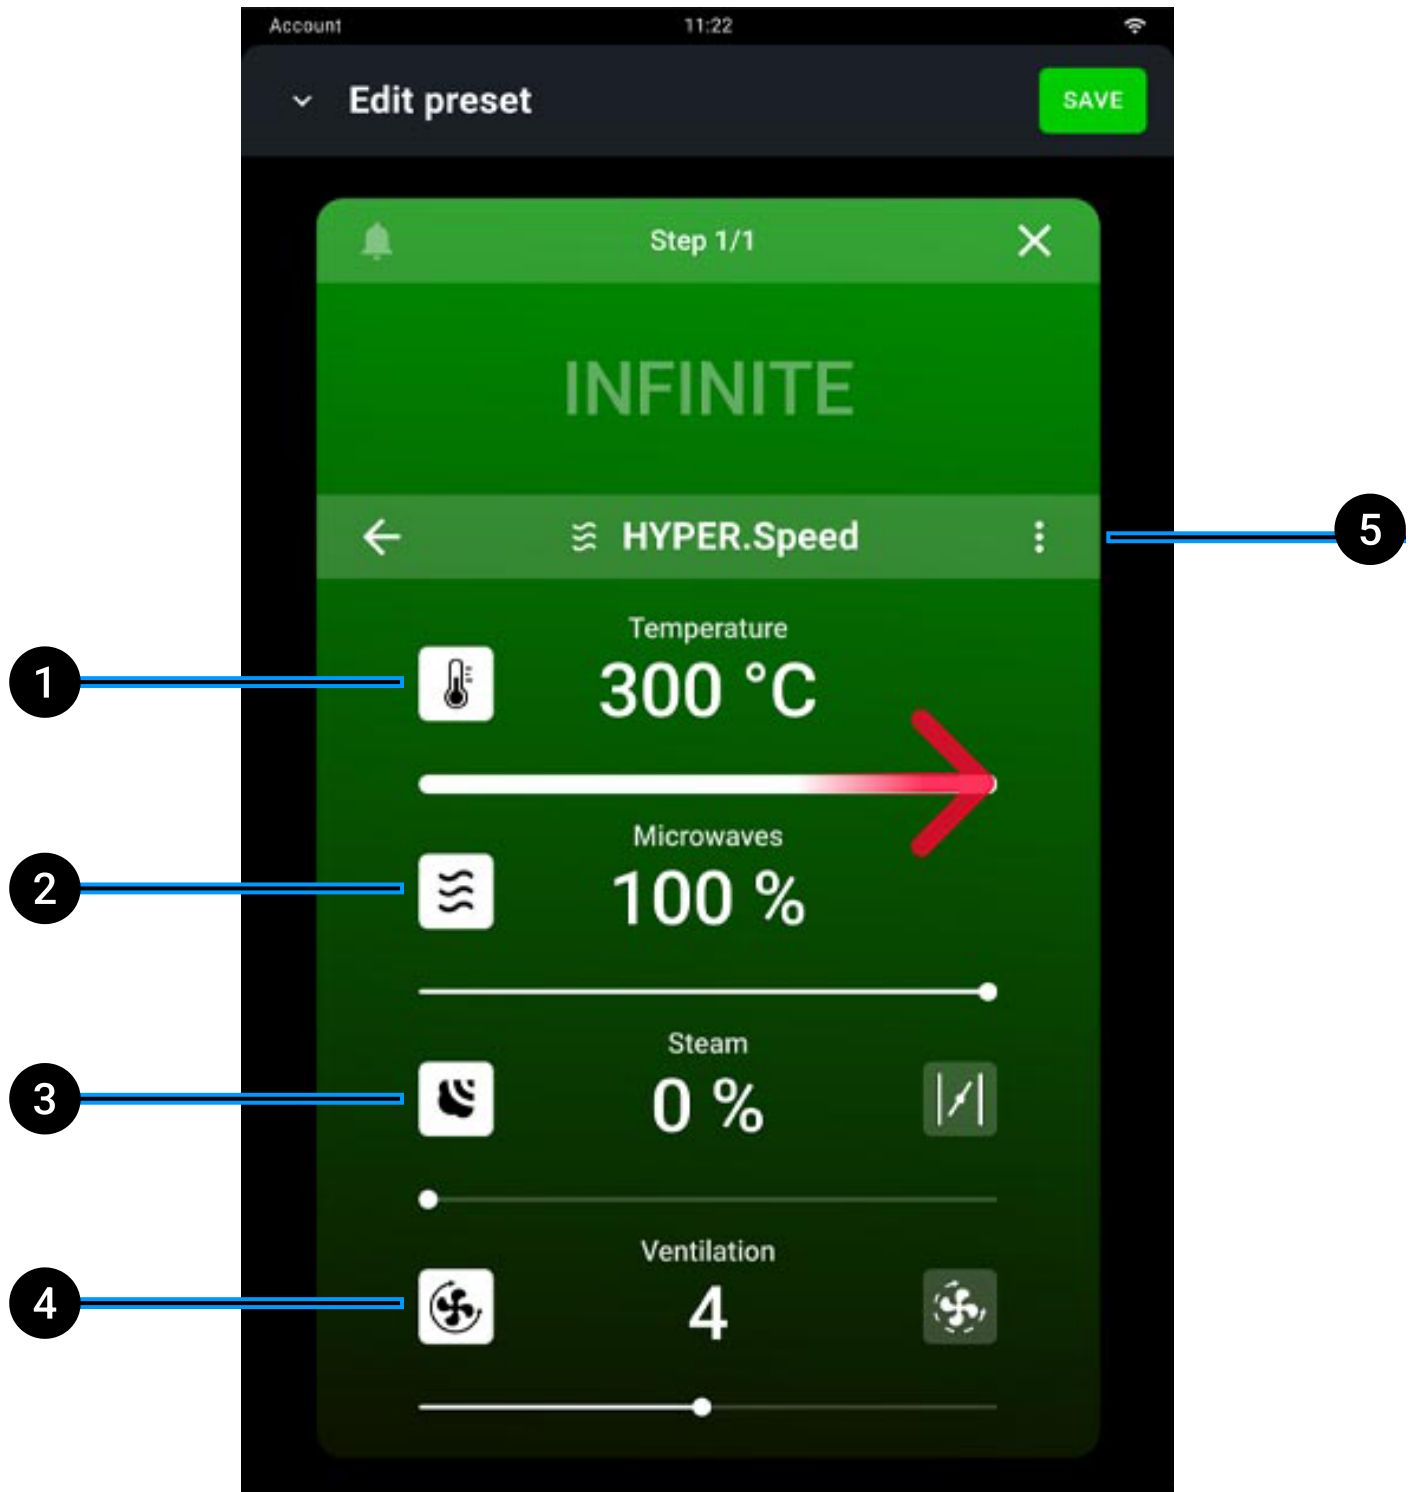 Account
11:22
Edit preset
SAVE
Step 1/1
INFINITE
HYPER.Speed
5
Temperature
1
300 °C
Microwaves
2
100 %
Steam
3
0 %
Ventilation
4
4